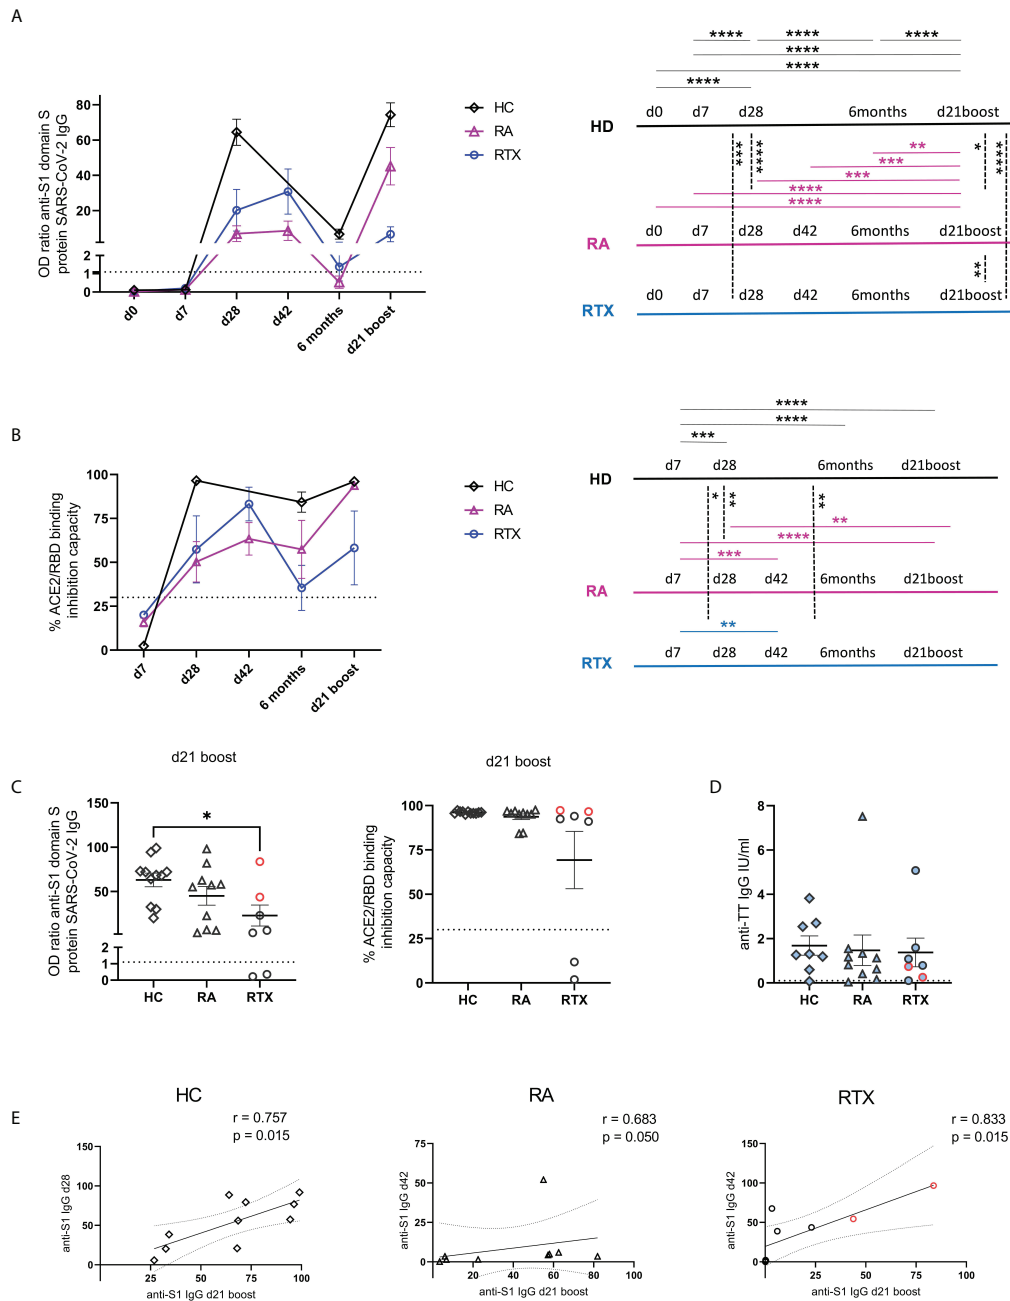 A
OD ratio anti-S1 domain S
protein SARS-CoV-2 IgG
80
60
40
20
2
1
0
d0
d7
d28
d42
6 months
d21 boost
HC
RA
RTX
**** ****  ****
****
****
****
d0 d7 d28 6months d21boost
HD
*** **** * ****
**
***
***
****
****
d0 d7 d28 d42 6months d21boost
RA
**
d0 d7 d28 d42 6months d21boost
RTX
B
% ACE2/RBD binding
inhibition capacity
100
75
50
25
0
d7
d28
d42
6 months
d21 boost
HC
RA
RTX
****
****
***
d7 d28 6months d21boost
HD
* ** **
**
****
***
d7 d28 d42 6months d21boost
RA
**
d7 d28 d42 6months d21boost
RTX
C
d21 boost
OD ratio anti-S1 domain S
protein SARS-CoV-2 IgG
150
100
50
2
1
0
*
HC RA RTX
d21 boost
% ACE2/RBD binding
inhibition capacity
100
75
50
25
0
HC RA RTX
D
anti-TT IgG IU/ml
8
6
4
2
0
HC RA RTX
E
HC
r = 0.757
p = 0.015
anti-S1 IgG d28
150
100
50
0
25 50 75 100
anti-S1 IgG d21 boost
RA
r = 0.683
p = 0.050
anti-S1 IgG d42
75
50
25
0
20 40 60 80 100
anti-S1 IgG d21 boost
RTX
r = 0.833
p = 0.015
anti-S1 IgG d42
150
100
50
0
25 50 75 100
anti-S1 IgG d21 boost